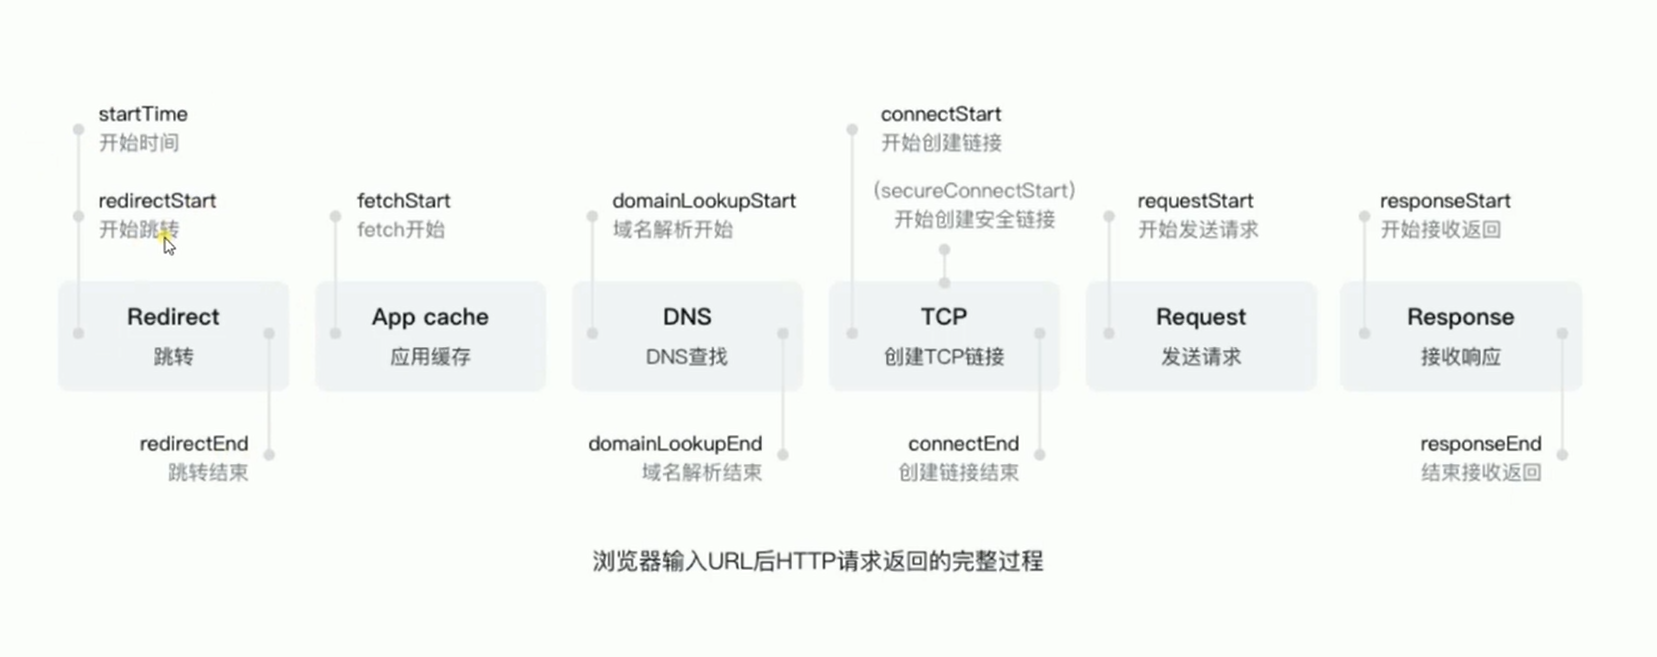 startTime
开始时间
redirectStart
开始跳转
fetchStart
fetch开始
domainLookupStart
域名解析开始
connectStart
开始创建链接
(secureConnectStart)
开始创建安全链接
requestStart
开始发送请求
responseStart
开始接收返回
Redirect
跳转
App cache
应用缓存
DNS
DNS查找
TCP
创建TCP链接
Request
发送请求
Response
接收响应
redirectEnd
跳转结束
domainLookupEnd
域名解析结束
connectEnd
创建链接结束
responseEnd
结束接收返回
浏览器输入URL后HTTP请求返回的完整过程